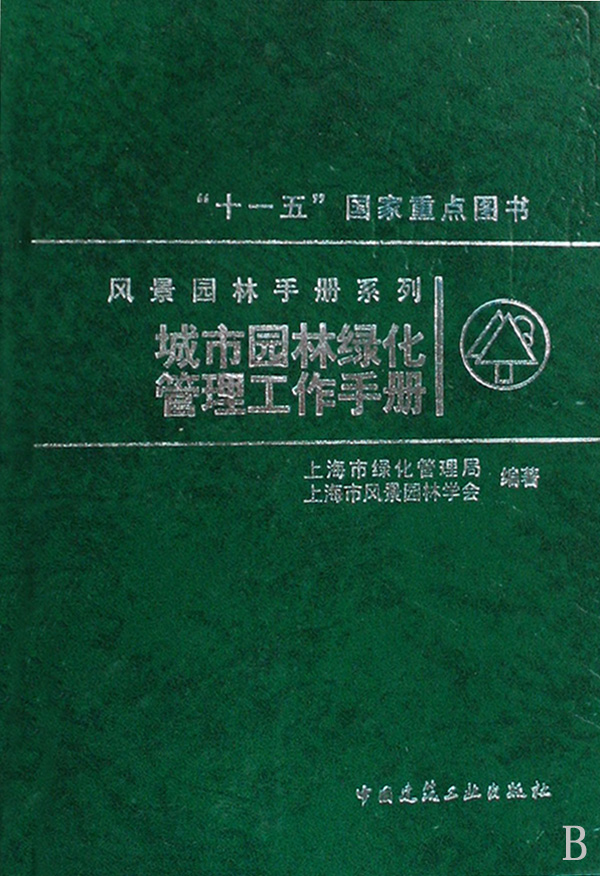 “十一五”国家重点图书
风景园林手册系列
城市园林绿化
管理工作手册
上海市绿化管理局
上海市风景园林学会
编著
中国建筑工业出版社
B